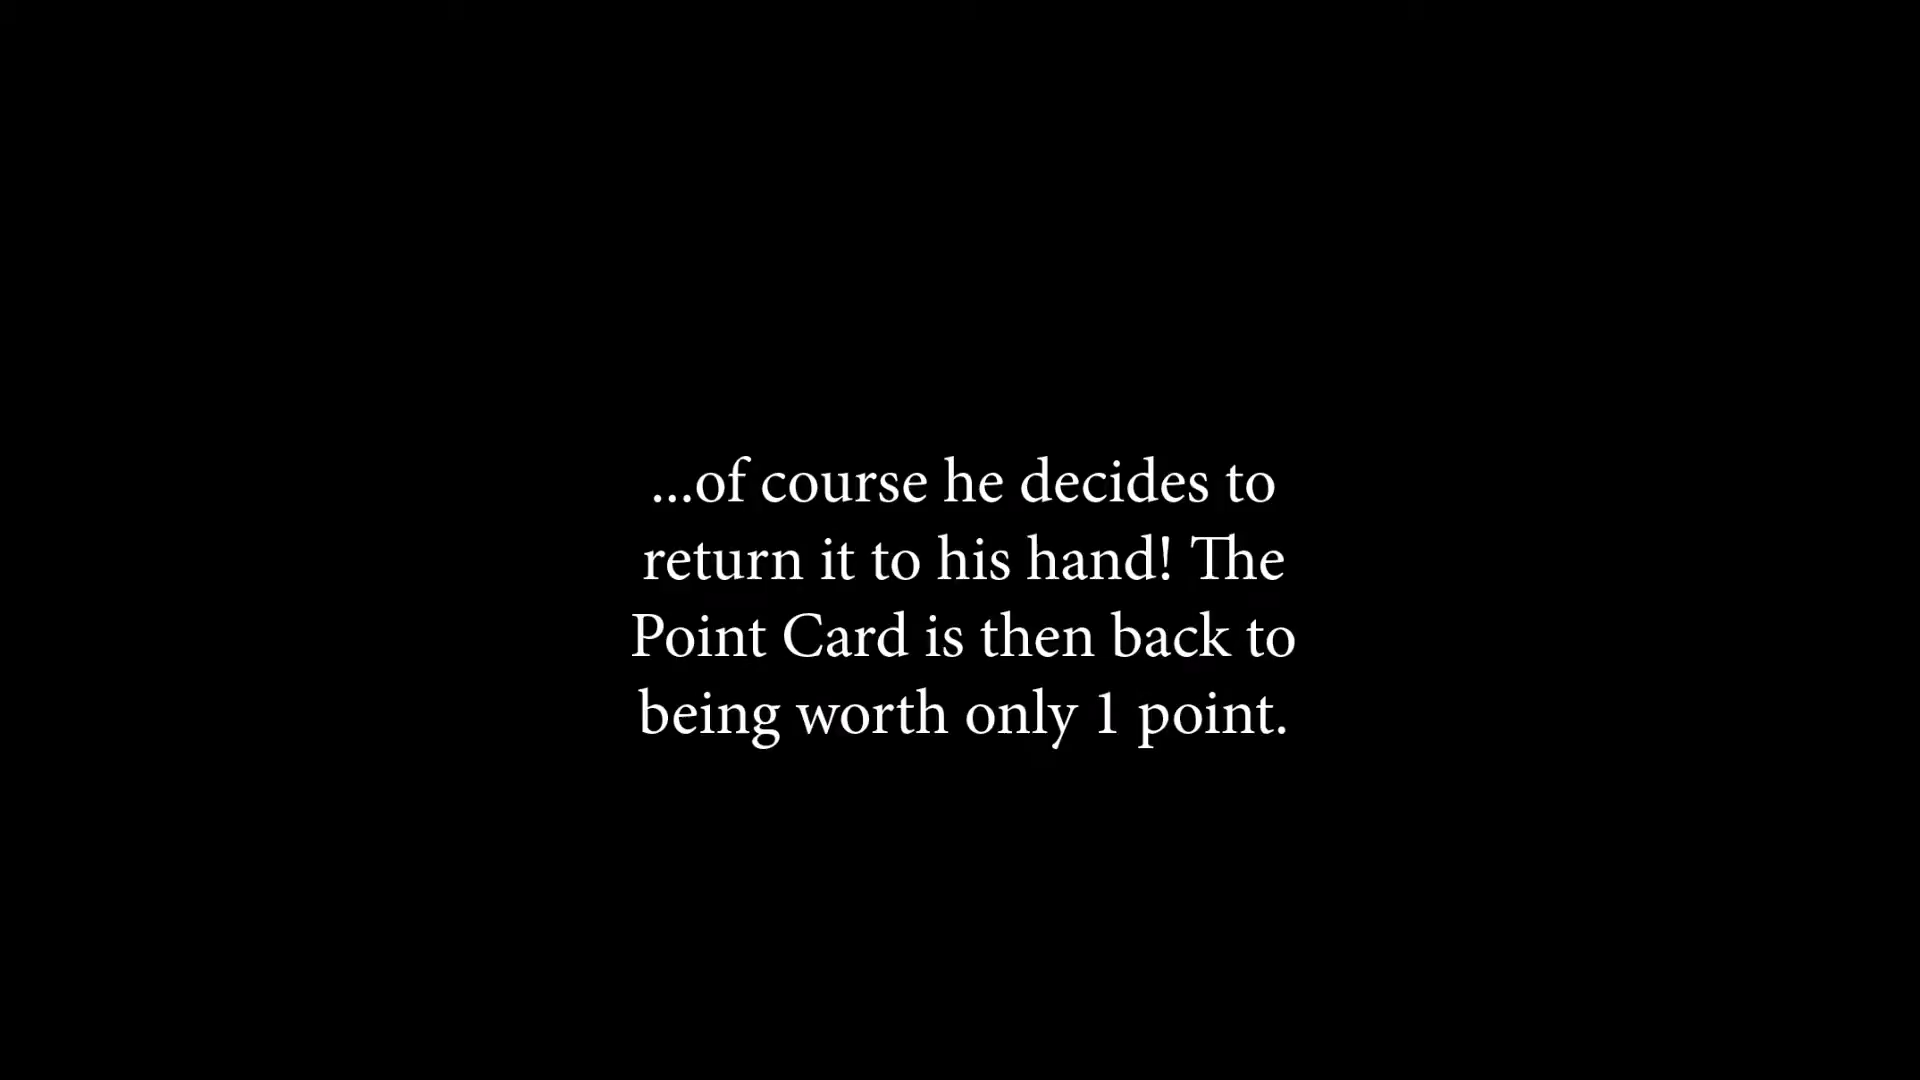 ...of course he decides to
return it to his hand! The
Point Card is then back to
being worth only 1 point.